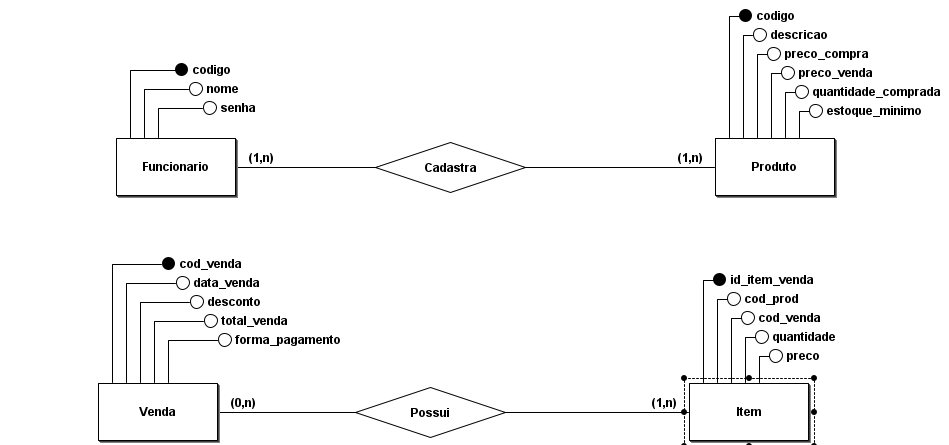 codigo
nome
senha
Funcionario
(1,n)
Cadastra
(1,n)
codigo
descricao
preco_compra
preco_venda
quantidade_comprada
estoque_minimo
Produto
cod_venda
data_venda
desconto
total_venda
forma_pagamento
Venda
(0,n)
Possui
(1,n)
id_item_venda
cod_prod
cod_venda
quantidade
preco
Item